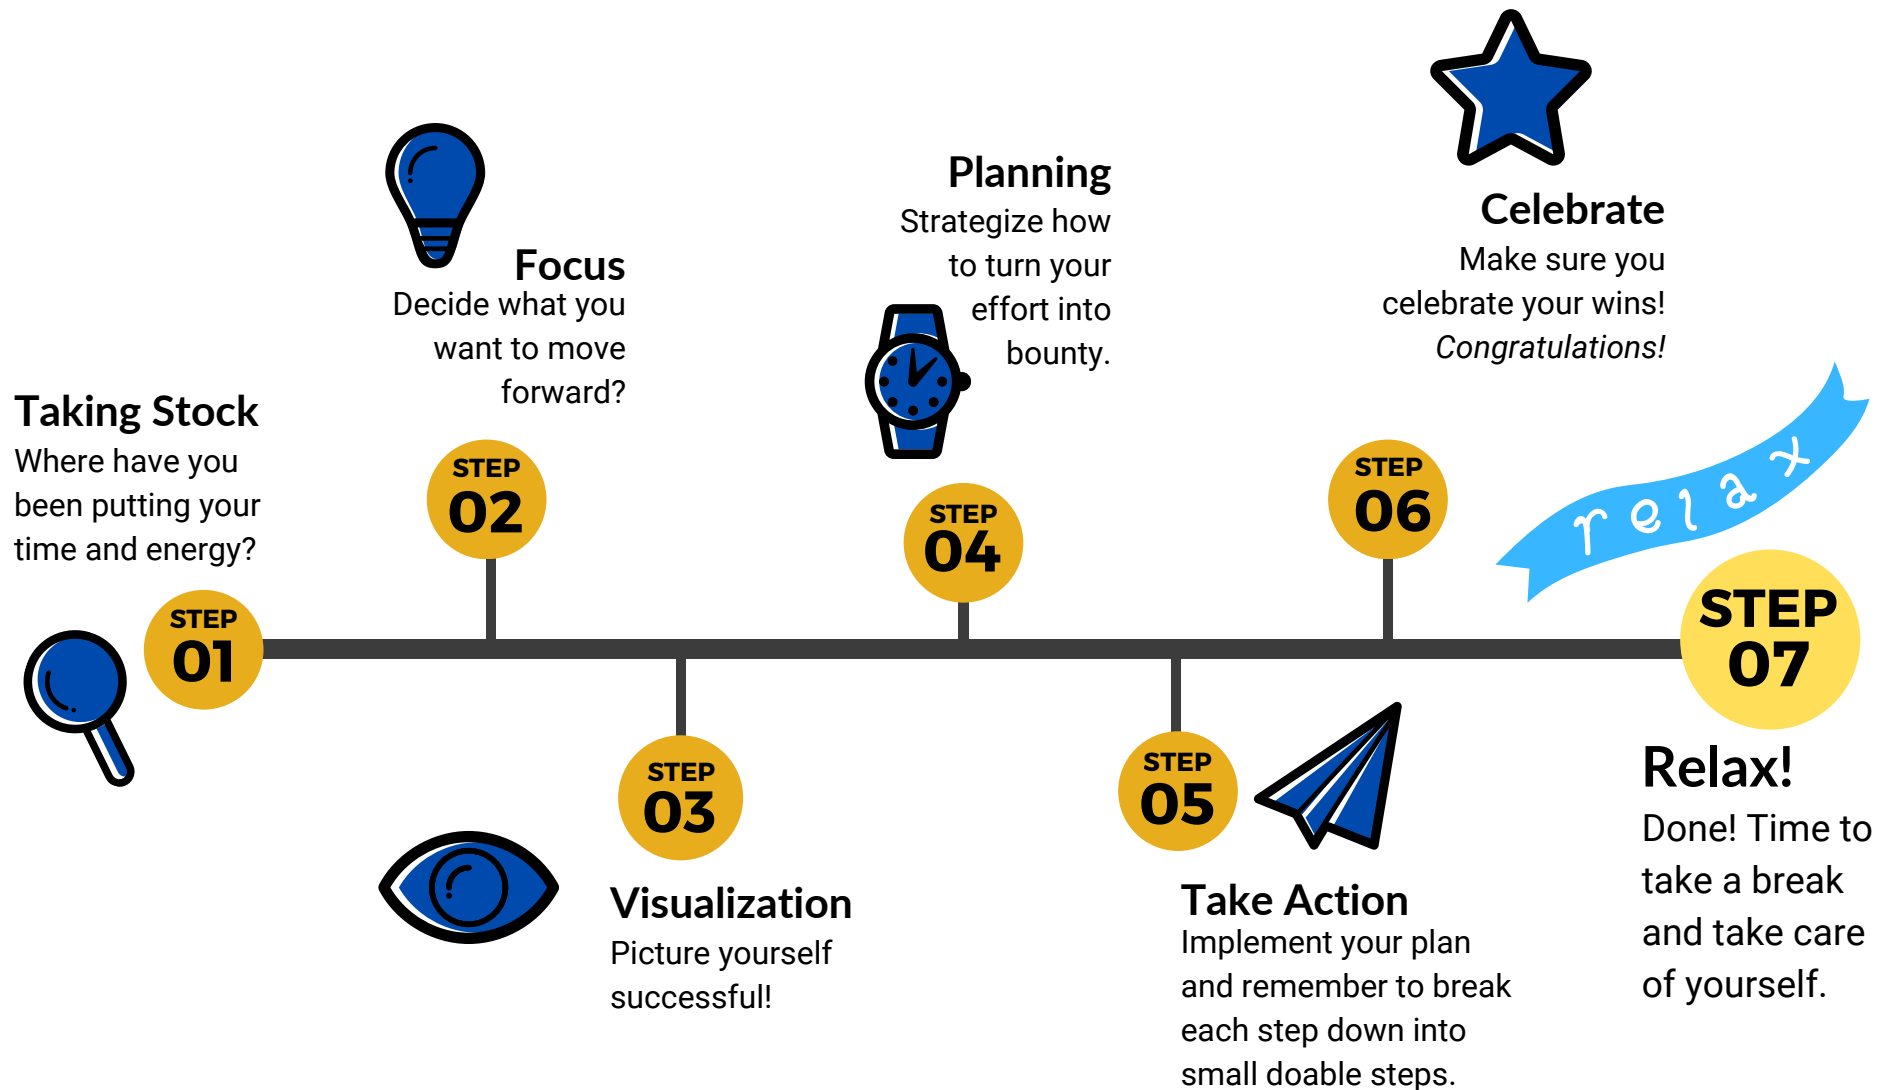 Taking Stock
Where have you
been putting your
time and energy?
STEP
01
Focus
Decide what you
want to move
forward?
STEP
02
STEP
03
Visualization
Picture yourself
successful!
Planning
Strategize how
to turn your
effort into
bounty.
STEP
04
STEP
05
Take Action
Implement your plan
and remember to break
each step down into
small doable steps.
Celebrate
Make sure you
celebrate your wins!
Congratulations!
STEP
06
relax
STEP
07
Relax!
Done! Time to
take a break
and take care
of yourself.